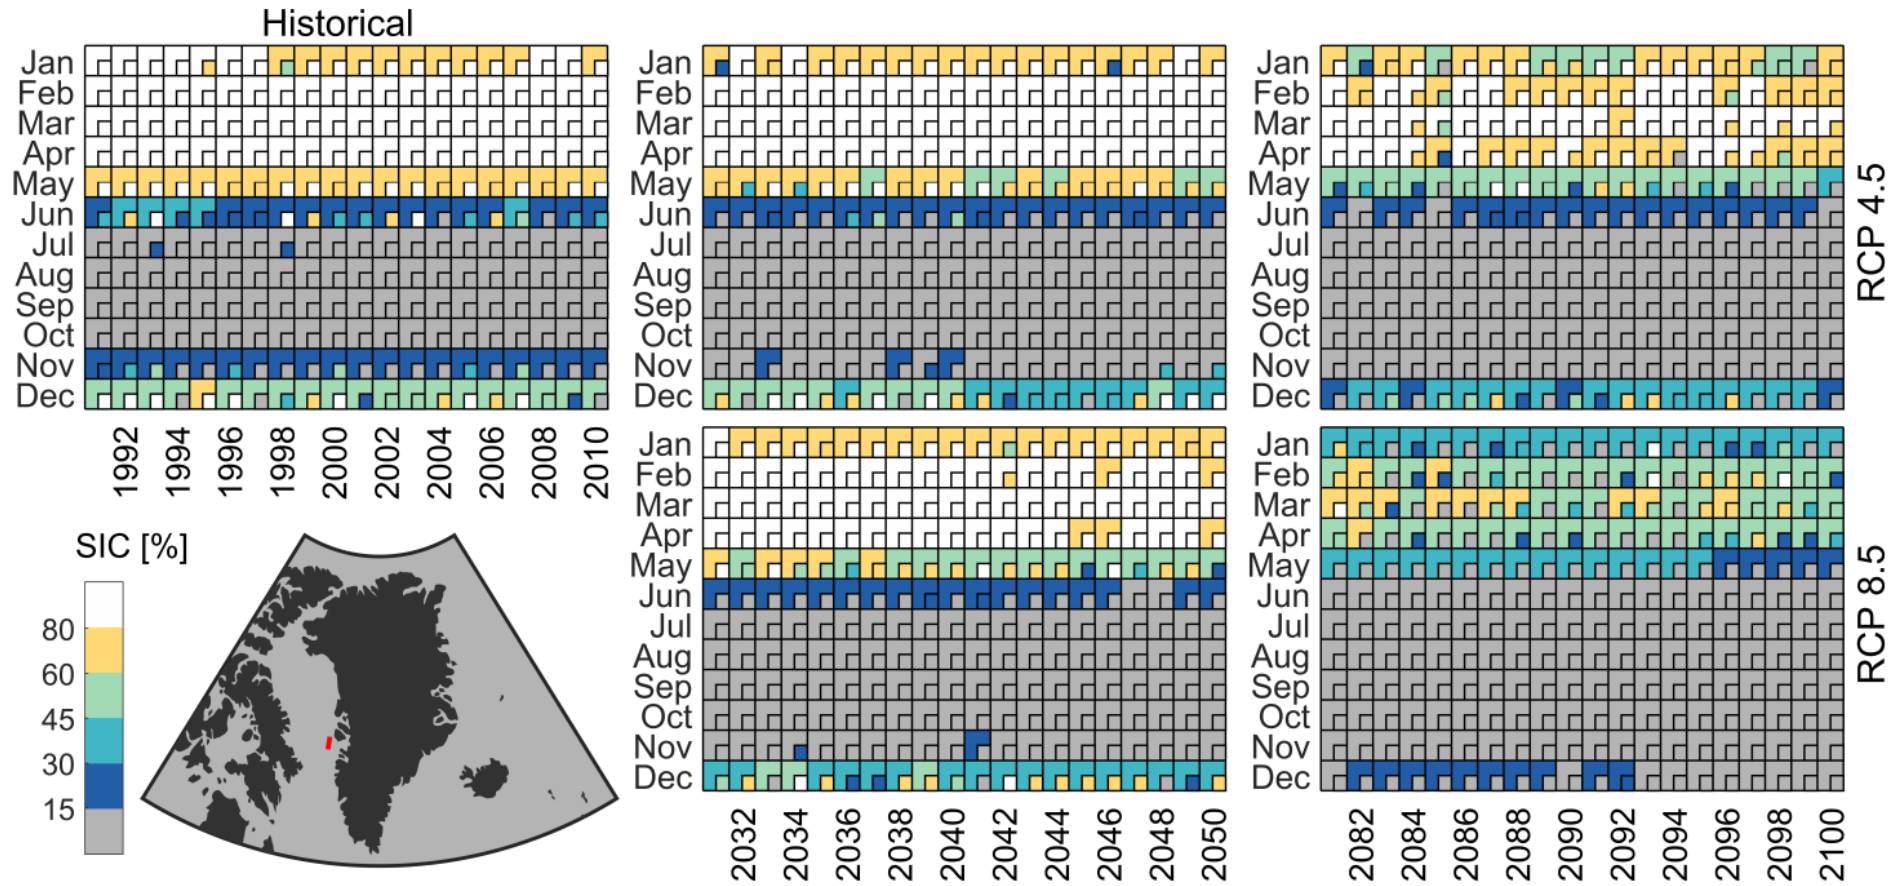 Historical
Jan
Feb
Mar
Apr
May
Jun
Jul
Aug
Sep
Oct
Nov
Dec
1992 1994 1996 1998 2000 2002 2004 2006 2008 2010
Jan
Feb
Mar
Apr
May
Jun
Jul
Aug
Sep
Oct
Nov
Dec
Jan
Feb
Mar
Apr
May
Jun
Jul
Aug
Sep
Oct
Nov
Dec
RCP 4.5
SIC [%]
80
60
45
30
15
Jan
Feb
Mar
Apr
May
Jun
Jul
Aug
Sep
Oct
Nov
Dec
2032 2034 2036 2038 2040 2042 2044 2046 2048 2050
Jan
Feb
Mar
Apr
May
Jun
Jul
Aug
Sep
Oct
Nov
Dec
2082 2084 2086 2088 2090 2092 2094 2096 2098 2100
RCP 8.5